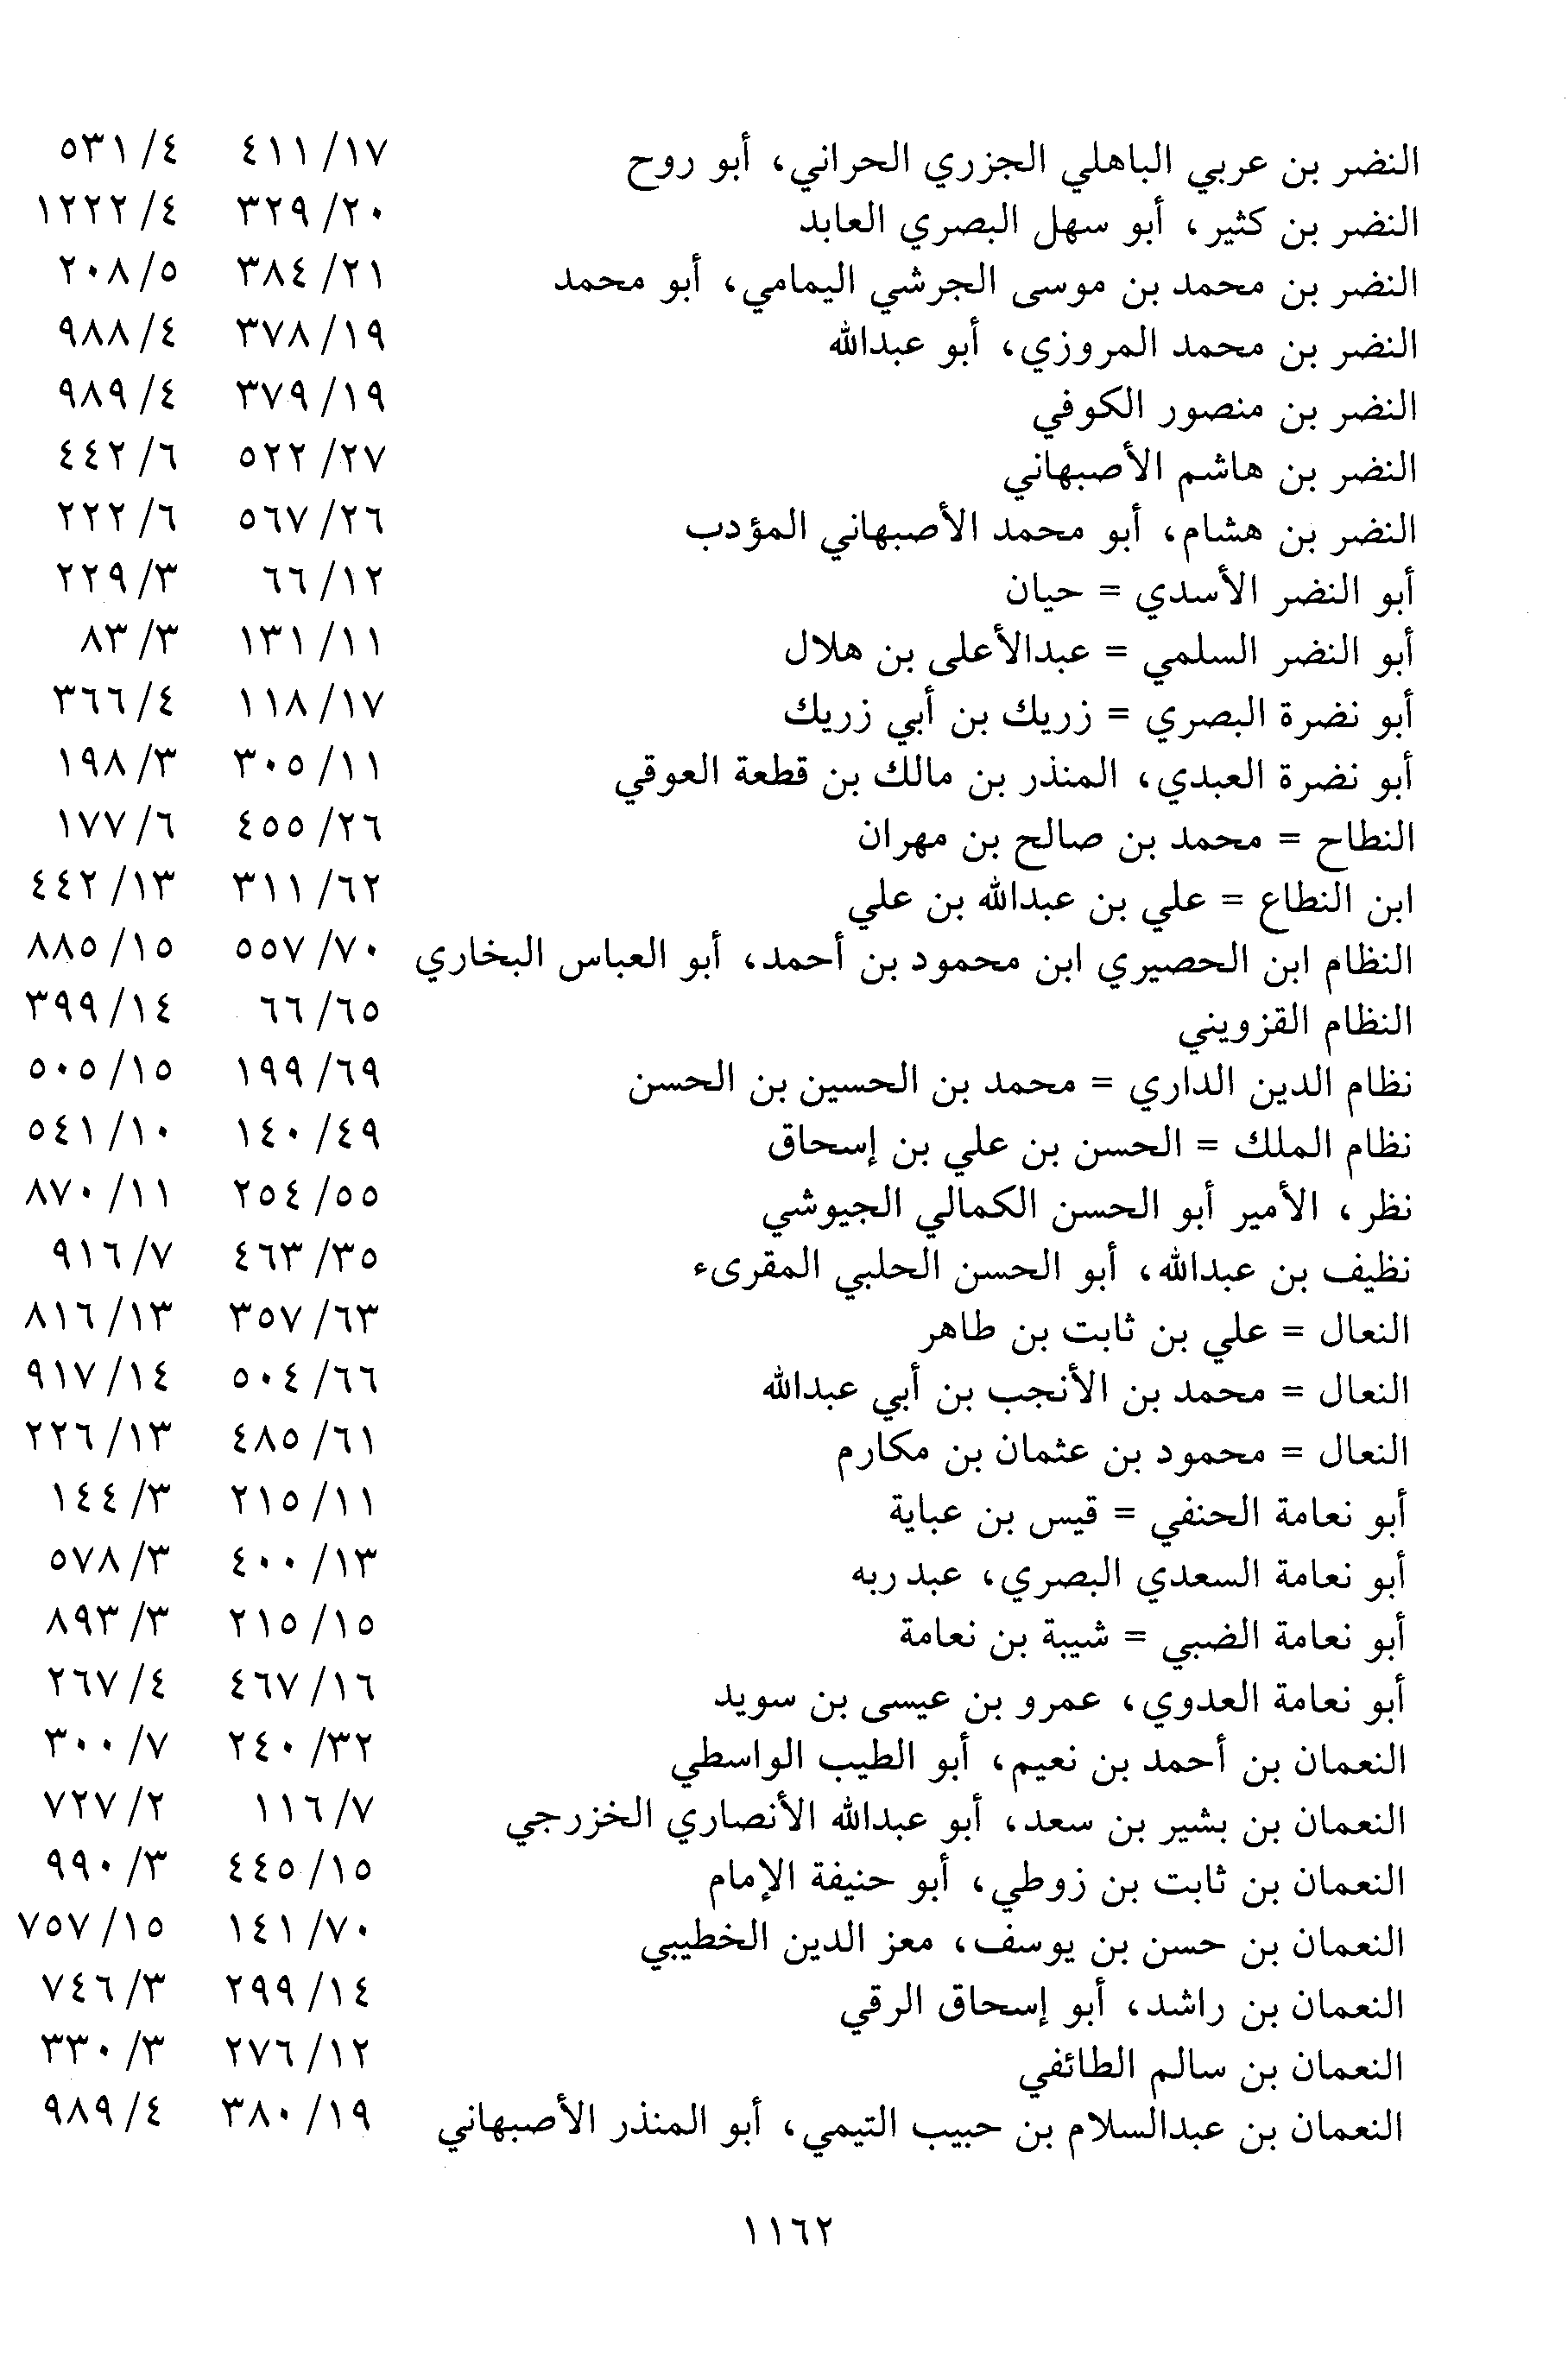 النضر بن عربي الباهلي الجزري الحراني، أبو روح ١٧/٤١١ ٤/٥٣١
النضر بن كثير، أبو سهل البصري العابد ٢٠/٣٢٩ ٤/١٢٢٢
النضر بن محمد بن موسى الجرشي اليمامي، أبو محمد ٢١/٣٨٤ ٥/٢٠٨
النضر بن محمد المروزي، أبو عبدالله ١٩/٣٧٨ ٤/٩٨٨
النضر بن منصور الكوفي ١٩/٣٧٩ ٤/٩٨٩
النضر بن هاشم الأصبهاني ٢٧/٥٢٢ ٦/٤٤٢
النضر بن هشام، أبو محمد الأصبهاني المؤدب ٢٦/٥٦٧ ٦/٢٢٢
أبو النضر الأسدي = حيان ١٢/٦٦ ٣/٢٢٩
أبو النضر السلمي = عبدالأعلى بن هلال ١١/١٣١ ٣/٨٣
أبو نضرة البصري = زريك بن أبي زريك ١٧/١١٨ ٤/٣٦٦
أبو نضرة العبدي، المنذر بن مالك بن قطعة العوقي ١١/٣٠٥ ٣/١٩٨
النطاح = محمد بن صالح بن مهران ٢٦/٤٥٥ ٦/١٧٧
ابن النطاع = علي بن عبدالله بن علي ٦٢/٣١١ ١٣/٤٤٢
النظام ابن الحصيري ابن محمود بن أحمد، أبو العباس البخاري ٧٠/٥٥٧ ١٥/٨٨٥
النظام القزويني ٦٥/٦٦ ١٤/٣٩٩
نظام الدين الداري = محمد بن الحسين بن الحسن ٦٩/١٩٩ ١٥/٥٠٥
نظام الملك = الحسن بن علي بن إسحاق ٤٩/١٤٠ ١٠/٥٤١
نظر، الأمير أبو الحسن الكمالي الجيوشي ٥٥/٢٥٤ ١١/٨٧٠
نظيف بن عبدالله، أبو الحسن الحلبي المقرىء ٣٥/٤٦٣ ٧/٩١٦
النعال = علي بن ثابت بن طاهر ٦٣/٣٥٧ ١٣/٨١٦
النعال = محمد بن الأنجب بن أبي عبدالله ٦٦/٥٠٤ ١٤/٩١٧
النعال = محمود بن عثمان بن مكارم ٦١/٤٨٥ ١٣/٢٢٦
أبو نعامة الحنفي = قيس بن عباية ١١/٢١٥ ٣/١٤٤
أبو نعامة السعدي البصري، عبد ربه ١٣/٤٠٠ ٣/٥٧٨
أبو نعامة الضبي = شيبة بن نعامة ١٥/٢١٥ ٣/٨٩٣
أبو نعامة العدوي، عمرو بن عيسى بن سويد ١٦/٤٦٧ ٤/٢٦٧
النعمان بن أحمد بن نعيم، أبو الطيب الواسطي ٣٢/٢٤٠ ٧/٣٠٠
النعمان بن بشير بن سعد، أبو عبدالله الأنصاري الخزرجي ٧/١١٦ ٢/٧٢٧
النعمان بن ثابت بن زوطي، أبو حنيفة الإمام ١٥/٤٤٥ ٣/٩٩٠
النعمان بن حسن بن يوسف، معز الدين الخطيبي ٧٠/١٤١ ١٥/٧٥٧
النعمان بن راشد، أبو إسحاق الرقي ١٤/٢٩٩ ٣/٧٤٦
النعمان بن سالم الطائفي ١٢/٢٧٦ ٣/٣٣٠
النعمان بن عبدالسلام بن حبيب التيمي، أبو المنذر الأصبهاني ١٩/٣٨٠ ٤/٩٨٩
١١٦٢